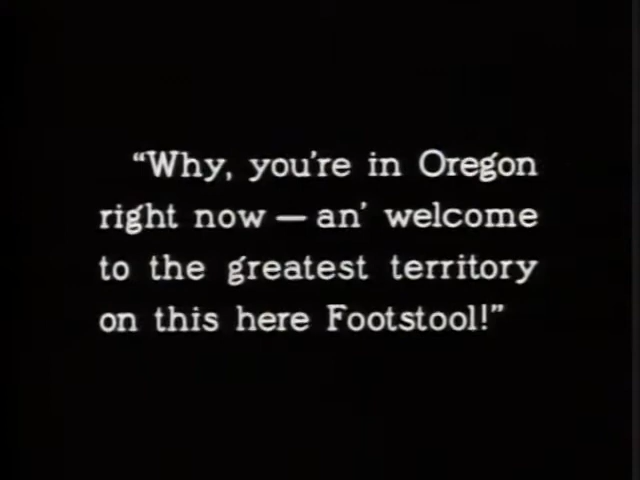 “Why, you're in Oregon
right now — an' welcome
to the greatest territory
on this here Footstool!”